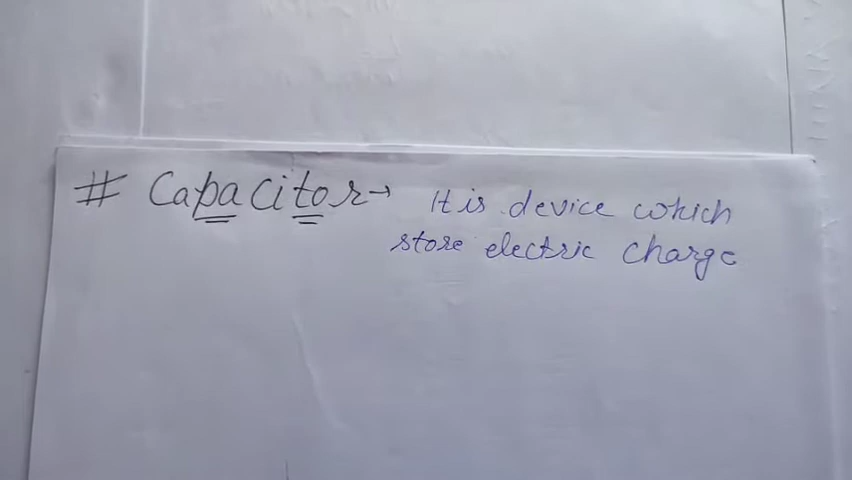 # Capacitor → It is device which
store electric charge